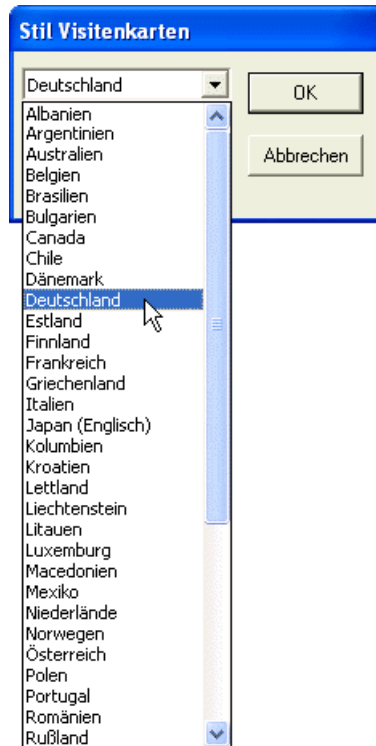 Stil Visitenkarten
Deutschland
OK
Abbrechen
Albanien
Argentinien
Australien
Belgien
Brasilien
Bulgarien
Canada
Chile
Dänemark
Deutschland
Estland
Finnland
Frankreich
Griechenland
Italien
Japan (Englisch)
Kolumbien
Kroatien
Lettland
Liechtenstein
Litauen
Luxemburg
Macedonien
Mexiko
Niederlände
Norwegen
Österreich
Polen
Portugal
Romänien
Rußland